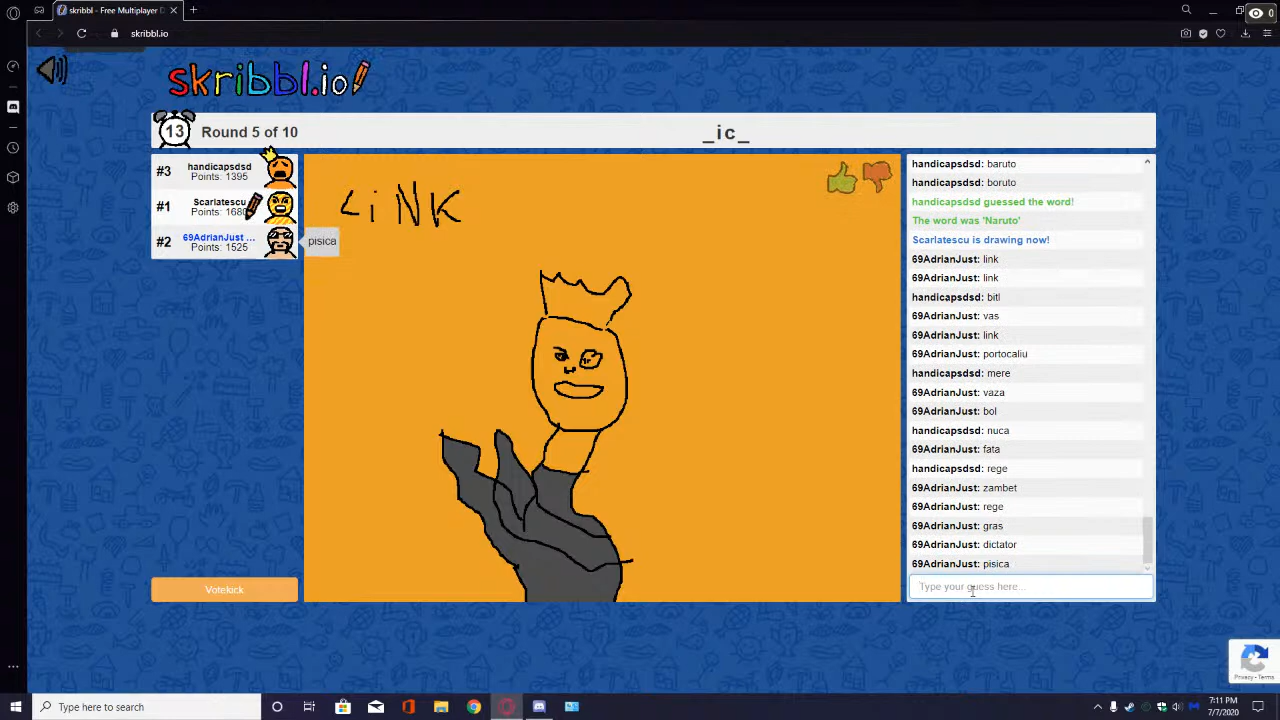 skribbl - Free Multiplayer D
0
skribbl.io
skribbl.io
13
Round 5 of 10
_ic_
#3
handicapsdsd
Points: 1395
#1
Scarlatescu
Points: 1680
#2
69AdrianJust ...
Points: 1525
pisica
LiNK
Votekick
handicapsdsd: baruto
handicapsdsd: boruto
handicapsdsd guessed the word!
The word was 'Naruto'
Scarlatescu is drawing now!
69AdrianJust: link
69AdrianJust: link
handicapsdsd: bitl
69AdrianJust: vas
69AdrianJust: link
69AdrianJust: portocaliu
handicapsdsd: mere
69AdrianJust: vaza
69AdrianJust: bol
handicapsdsd: nuca
69AdrianJust: fata
handicapsdsd: rege
69AdrianJust: zambet
69AdrianJust: rege
69AdrianJust: gras
69AdrianJust: dictator
69AdrianJust: pisica
Type your guess here...
Privacy - Terms
Type here to search
7:11 PM
7/7/2020